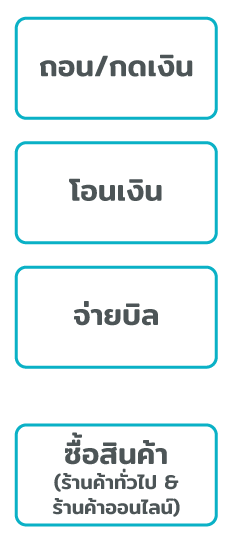 ถอน/กดเงิน
โอนเงิน
จ่ายบิล
ซื้อสินค้า
(ร้านค้าทั่วไป &
ร้านค้าออนไลน์)